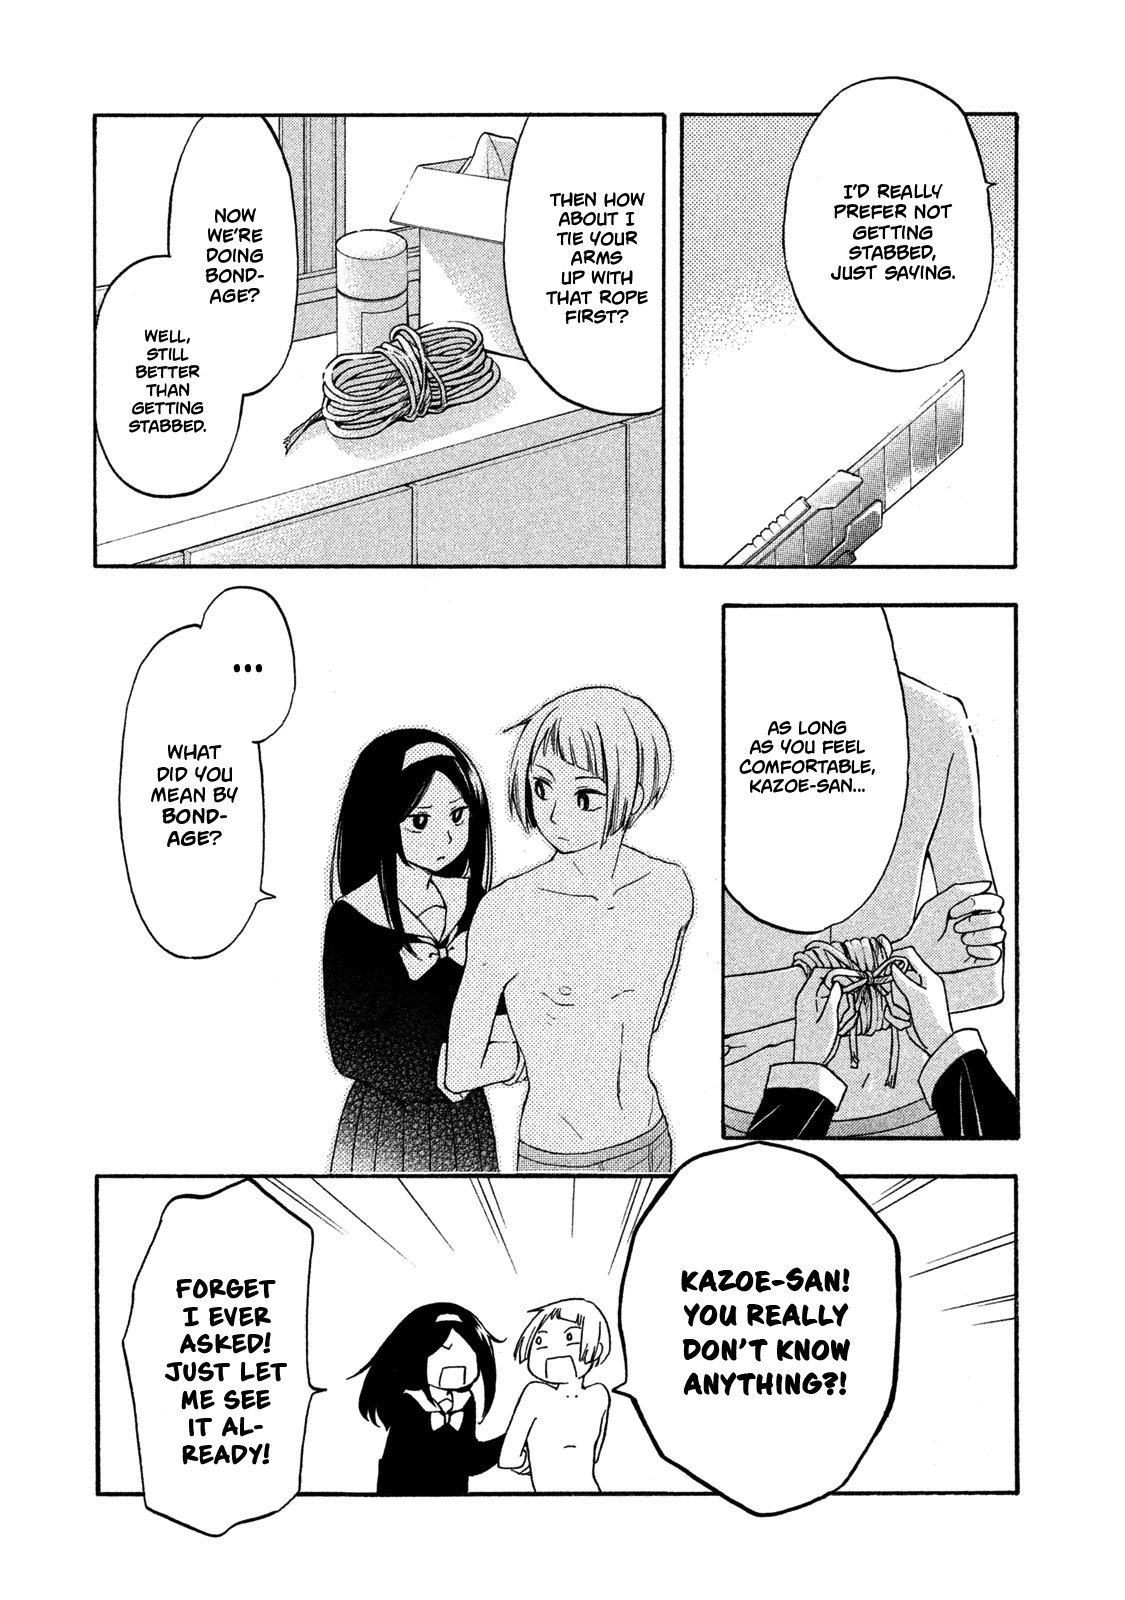 I'D REALLY
PREFER NOT
GETTING
STABBED,
JUST SAYING.
THEN HOW
ABOUT I
TIE YOUR
ARMS
UP WITH
THAT ROPE
FIRST?
NOW
WE'RE
DOING
BOND-
AGE?
WELL,
STILL
BETTER
THAN
GETTING
STABBED.
AS LONG
AS YOU FEEL
COMFORTABLE,
KAZOE-SAN...
...
WHAT
DID YOU
MEAN BY
BOND-
AGE?
KAZOE-SAN!
YOU REALLY
DON'T KNOW
ANYTHING?!
FORGET
I EVER
ASKED!
JUST LET
ME SEE
IT AL-
READY!